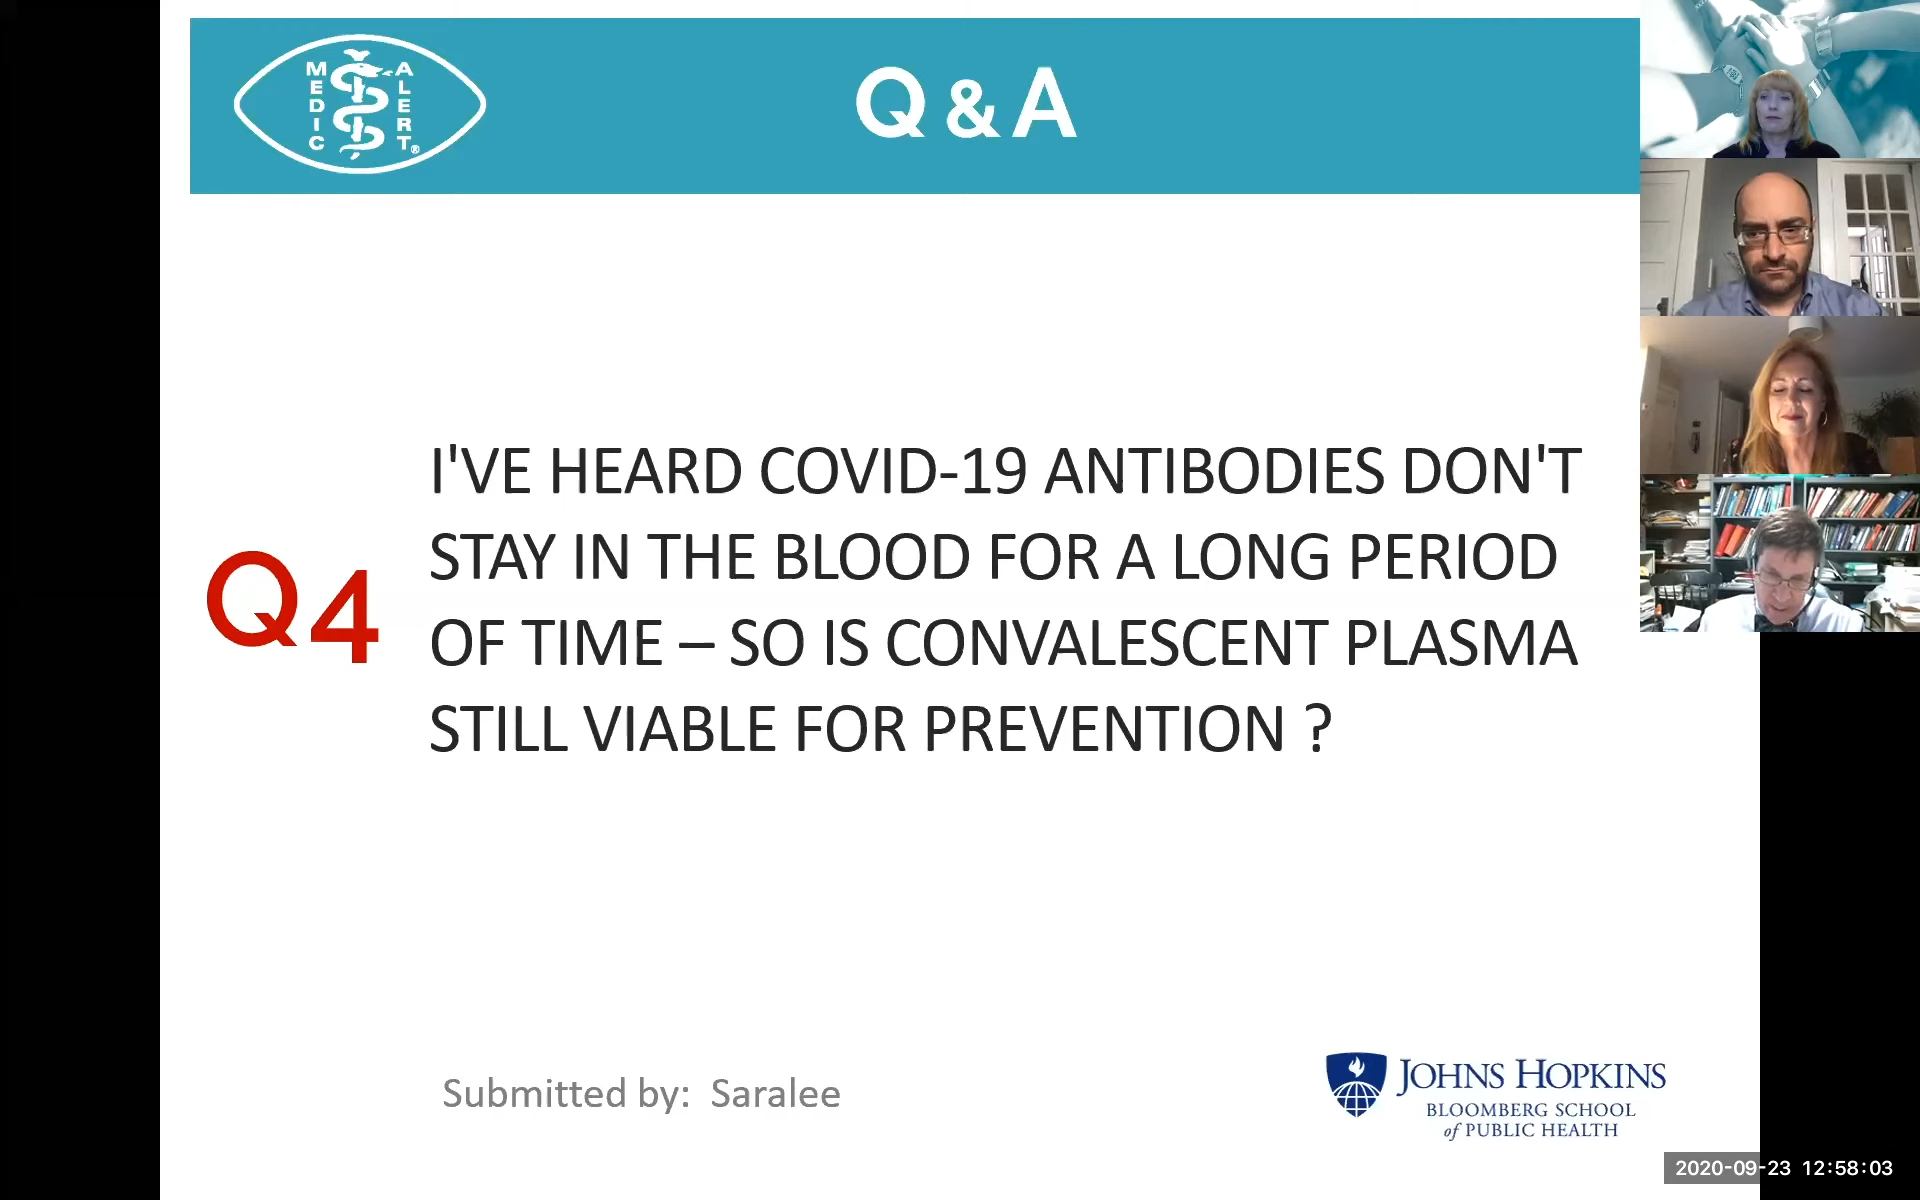 MEDIC ALERT®
Q & A
Q4
I'VE HEARD COVID-19 ANTIBODIES DON'T
STAY IN THE BLOOD FOR A LONG PERIOD
OF TIME – SO IS CONVALESCENT PLASMA
STILL VIABLE FOR PREVENTION ?
Submitted by: Saralee
JOHNS HOPKINS
BLOOMBERG SCHOOL
of PUBLIC HEALTH
2020-09-23 12:58:03